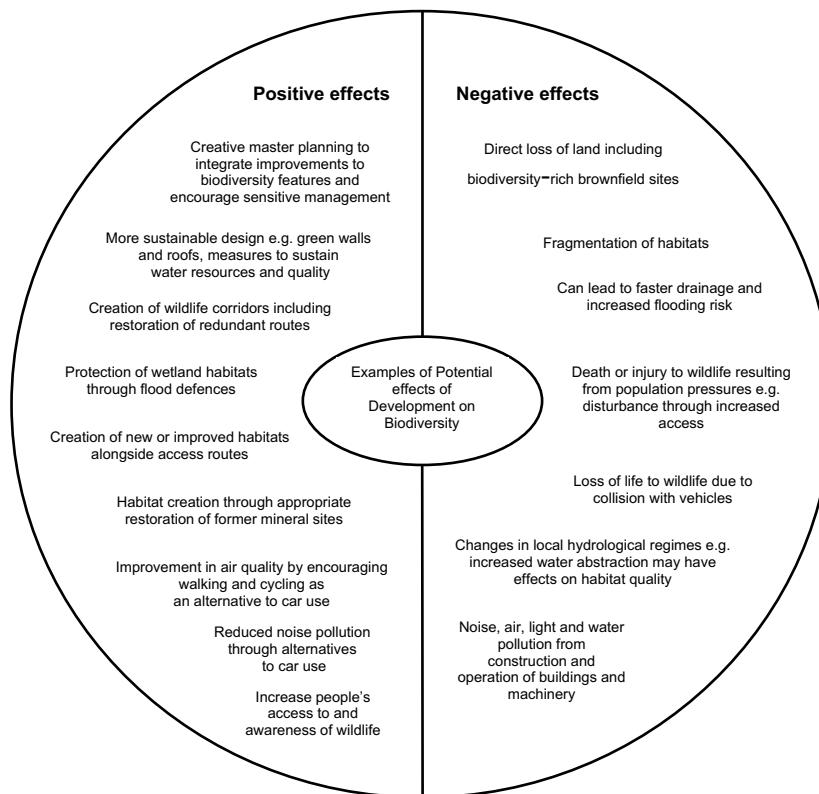 Positive effects
Creative master planning to
integrate improvements to
biodiversity features and
encourage sensitive management
More sustainable design e.g. green walls
and roofs, measures to sustain
water resources and quality
Creation of wildlife corridors including
restoration of redundant routes
Protection of wetland habitats
through flood defences
Creation of new or improved habitats
alongside access routes
Habitat creation through appropriate
restoration of former mineral sites
Improvement in air quality by encouraging
walking and cycling as
an alternative to car use
Reduced noise pollution
through alternatives
to car use
Increase people's
access to and
awareness of wildlife
Examples of Potential
effects of
Development on
Biodiversity
Negative effects
Direct loss of land including
biodiversity-rich brownfield sites
Fragmentation of habitats
Can lead to faster drainage and
increased flooding risk
Death or injury to wildlife resulting
from population pressures e.g.
disturbance through increased
access
Loss of life to wildlife due to
collision with vehicles
Changes in local hydrological regimes e.g.
increased water abstraction may have
effects on habitat quality
Noise, air, light and water
pollution from
construction and
operation of buildings and
machinery